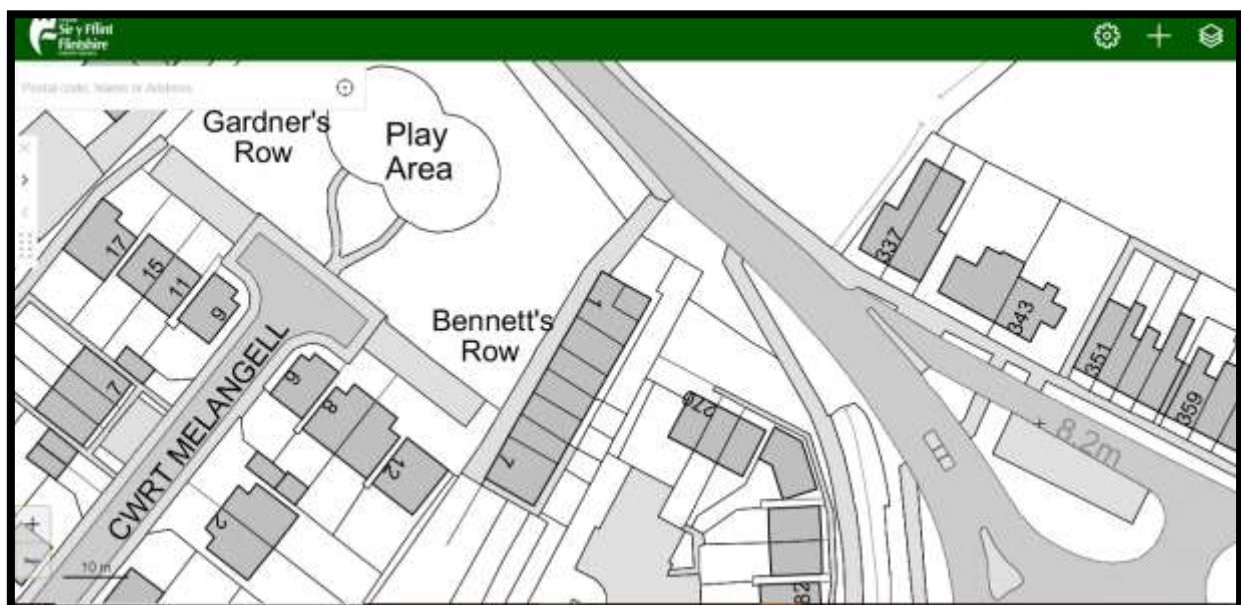 Sir y Fflint
Flintshire
Postal code, Name or Address
Gardner's
Row
Play
Area
17
15
11
9
7
CWRT MELANGELL
6
8
12
2
Bennett's
Row
1
7
276
82
337
343
351
359
8.2m
10 m